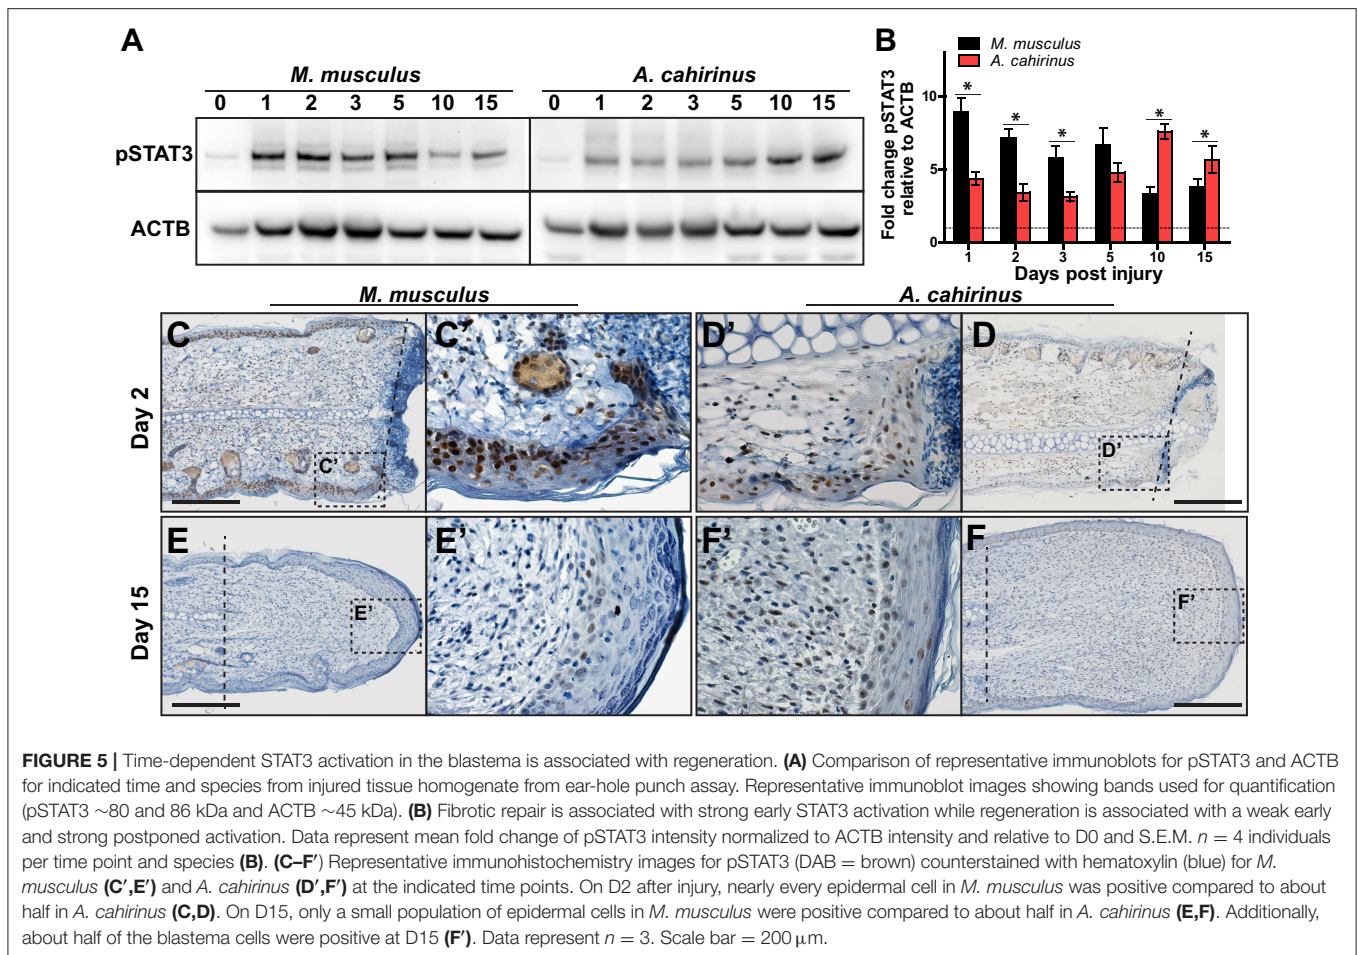 A
M. musculus
A. cahirinus
0 1 2 3 5 10 15
0 1 2 3 5 10 15
pSTAT3
ACTB
B
M. musculus
A. cahirinus
Fold change pSTAT3
relative to ACTB
10
5
0
* * * * *
1 2 3 5 10 15
Days post injury
M. musculus
A. cahirinus
Day 2
C
C'
C'
D'
D
D'
Day 15
E
E'
E'
F'
F
F'
FIGURE 5 | Time-dependent STAT3 activation in the blastema is associated with regeneration. (A) Comparison of representative immunoblots for pSTAT3 and ACTB
for indicated time and species from injured tissue homogenate from ear-hole punch assay. Representative immunoblot images showing bands used for quantification
(pSTAT3 ∼80 and 86 kDa and ACTB ∼45 kDa). (B) Fibrotic repair is associated with strong early STAT3 activation while regeneration is associated with a weak early
and strong postponed activation. Data represent mean fold change of pSTAT3 intensity normalized to ACTB intensity and relative to D0 and S.E.M. n = 4 individuals
per time point and species (B). (C–F′) Representative immunohistochemistry images for pSTAT3 (DAB = brown) counterstained with hematoxylin (blue) for M.
musculus (C′,E′) and A. cahirinus (D′,F′) at the indicated time points. On D2 after injury, nearly every epidermal cell in M. musculus was positive compared to about
half in A. cahirinus (C,D). On D15, only a small population of epidermal cells in M. musculus were positive compared to about half in A. cahirinus (E,F). Additionally,
about half of the blastema cells were positive at D15 (F′). Data represent n = 3. Scale bar = 200 μm.